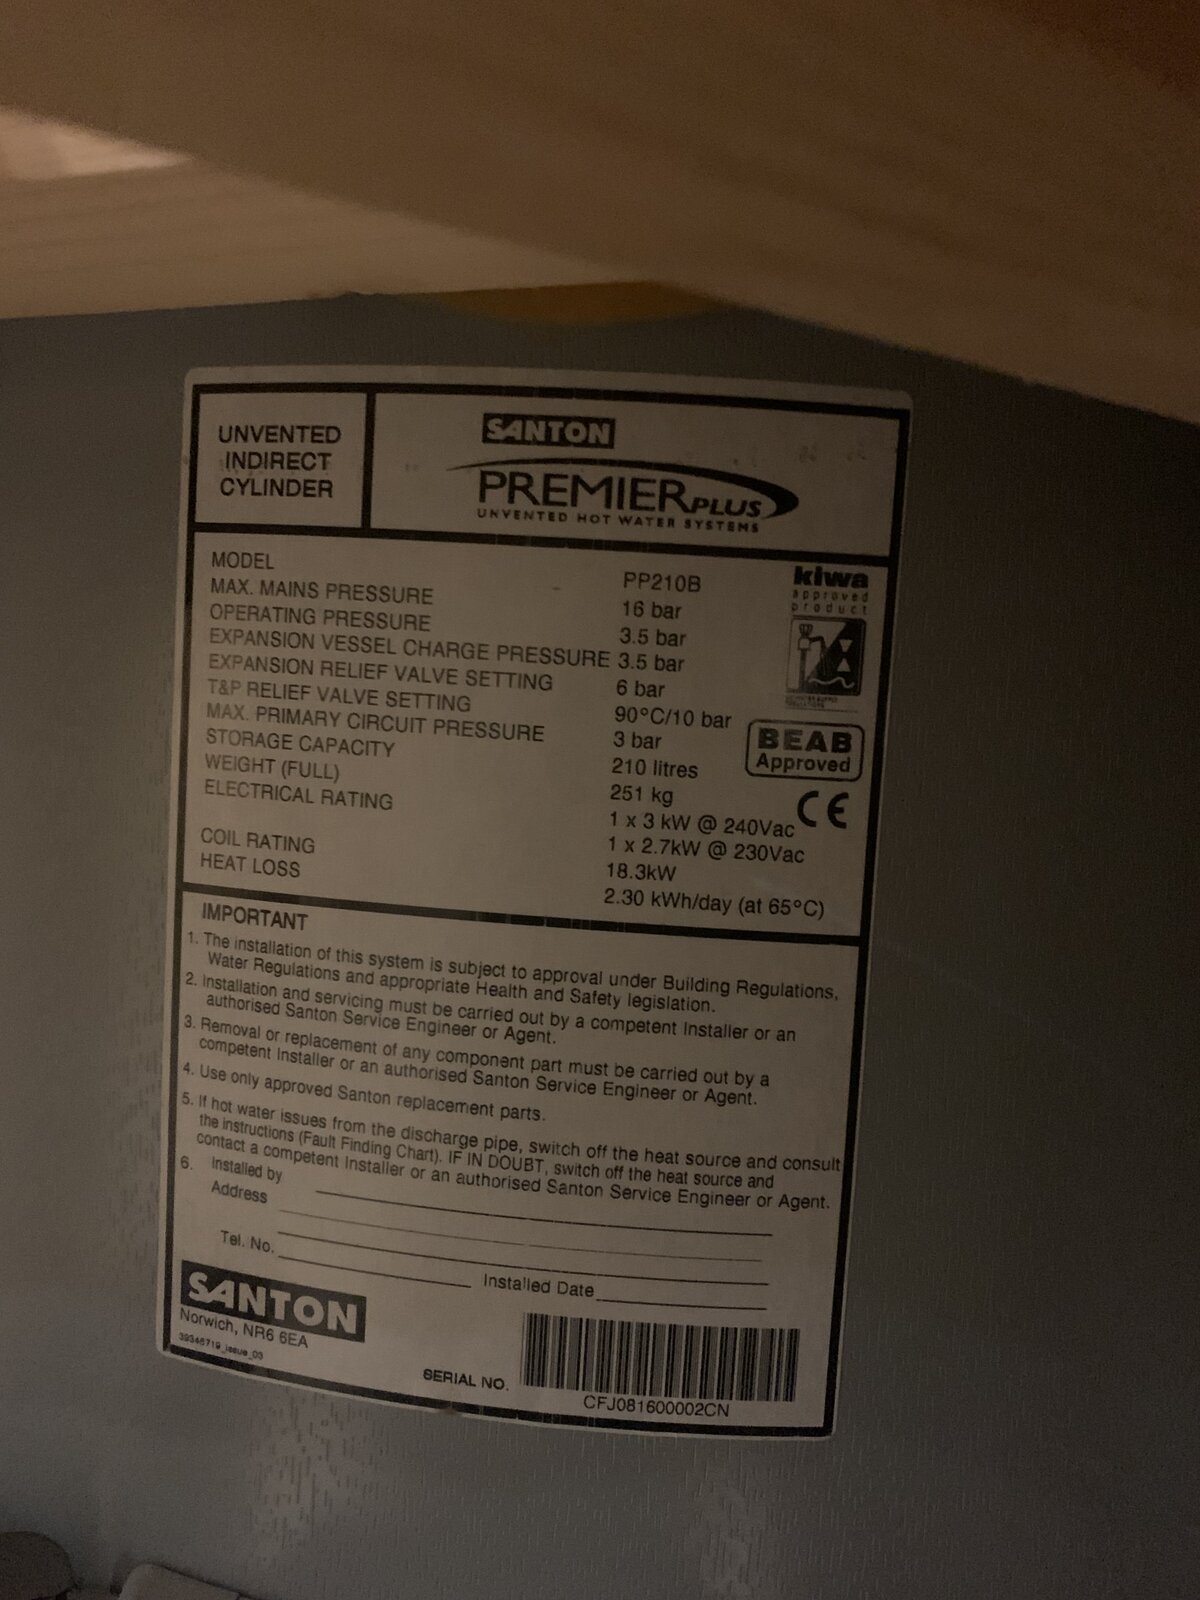 UNVENTED
INDIRECT
CYLINDER
SANTON
PREMIER PLUS
UNVENTED HOT WATER SYSTEMS
MODEL PP210B
MAX. MAINS PRESSURE 16 bar
OPERATING PRESSURE 3.5 bar
EXPANSION VESSEL CHARGE PRESSURE 3.5 bar
EXPANSION RELIEF VALVE SETTING 6 bar
T&P RELIEF VALVE SETTING 90°C/10 bar
MAX. PRIMARY CIRCUIT PRESSURE 3 bar
STORAGE CAPACITY 210 litres
WEIGHT (FULL) 251 kg
ELECTRICAL RATING 1 x 3 kW @ 240Vac
1 x 2.7kW @ 230Vac
COIL RATING 18.3kW
HEAT LOSS 2.30 kWh/day (at 65°C)
kiwa
approved
product
BEAB
Approved
CE
IMPORTANT
1. The installation of this system is subject to approval under Building Regulations,
Water Regulations and appropriate Health and Safety legislation.
2. Installation and servicing must be carried out by a competent Installer or an
authorised Santon Service Engineer or Agent.
3. Removal or replacement of any component part must be carried out by a
competent Installer or an authorised Santon Service Engineer or Agent.
4. Use only approved Santon replacement parts.
5. If hot water issues from the discharge pipe, switch off the heat source and consult
the instructions (Fault Finding Chart). IF IN DOUBT, switch off the heat source and
contact a competent Installer or an authorised Santon Service Engineer or Agent.
6. Installed by
Address
Tel. No. Installed Date
SANTON
Norwich, NR6 6EA
39346719_issue_03
SERIAL NO.
CFJ081600002CN